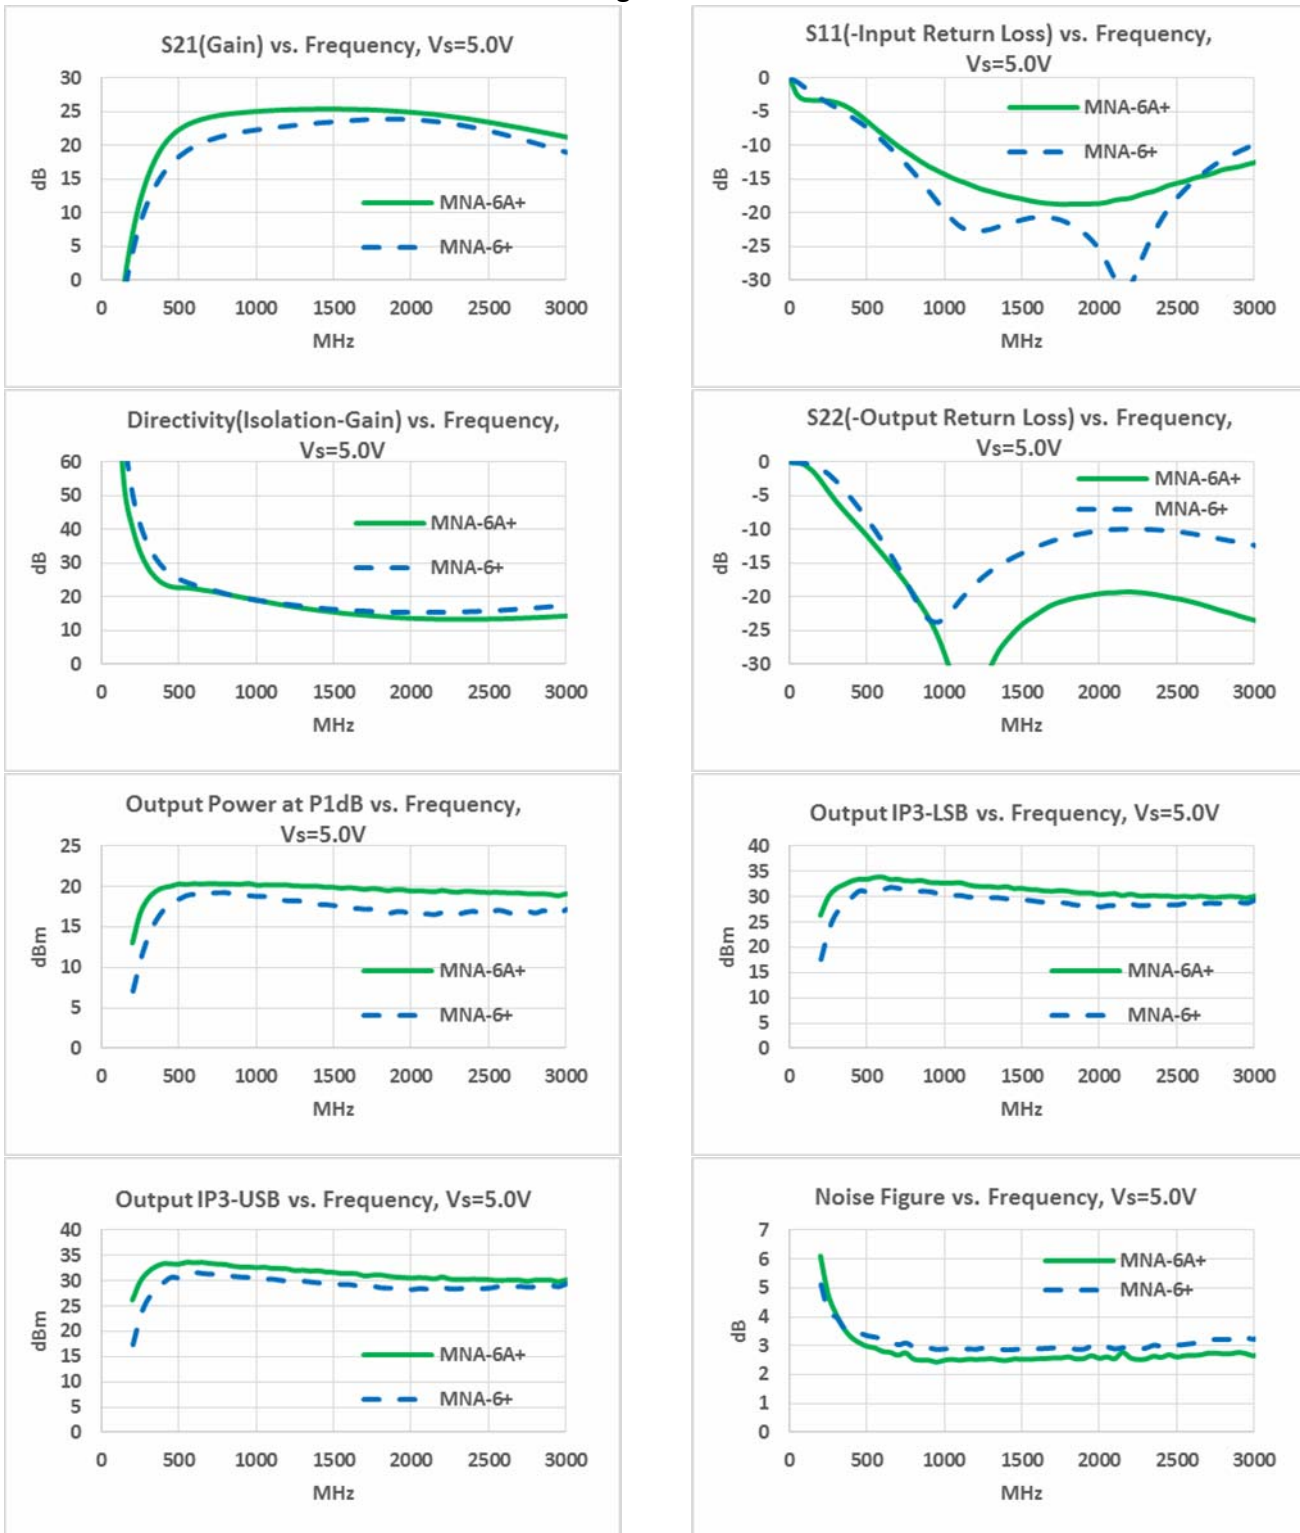 S21(Gain) vs. Frequency, Vs=5.0V
30
25
20
15
10
5
0
dB
MNA-6A+
MNA-6+
0 500 1000 1500 2000 2500 3000
MHz
S11(-Input Return Loss) vs. Frequency,
Vs=5.0V
0
-5
-10
-15
-20
-25
-30
dB
MNA-6A+
MNA-6+
0 500 1000 1500 2000 2500 3000
MHz
Directivity(Isolation-Gain) vs. Frequency,
Vs=5.0V
60
50
40
30
20
10
0
dB
MNA-6A+
MNA-6+
0 500 1000 1500 2000 2500 3000
MHz
S22(-Output Return Loss) vs. Frequency,
Vs=5.0V
0
-5
-10
-15
-20
-25
-30
dB
MNA-6A+
MNA-6+
0 500 1000 1500 2000 2500 3000
MHz
Output Power at P1dB vs. Frequency,
Vs=5.0V
25
20
15
10
5
0
dBm
MNA-6A+
MNA-6+
0 500 1000 1500 2000 2500 3000
MHz
Output IP3-LSB vs. Frequency, Vs=5.0V
40
35
30
25
20
15
10
5
0
dBm
MNA-6A+
MNA-6+
0 500 1000 1500 2000 2500 3000
MHz
Output IP3-USB vs. Frequency, Vs=5.0V
40
35
30
25
20
15
10
5
0
dBm
MNA-6A+
MNA-6+
0 500 1000 1500 2000 2500 3000
MHz
Noise Figure vs. Frequency, Vs=5.0V
7
6
5
4
3
2
1
0
dB
MNA-6A+
MNA-6+
0 500 1000 1500 2000 2500 3000
MHz